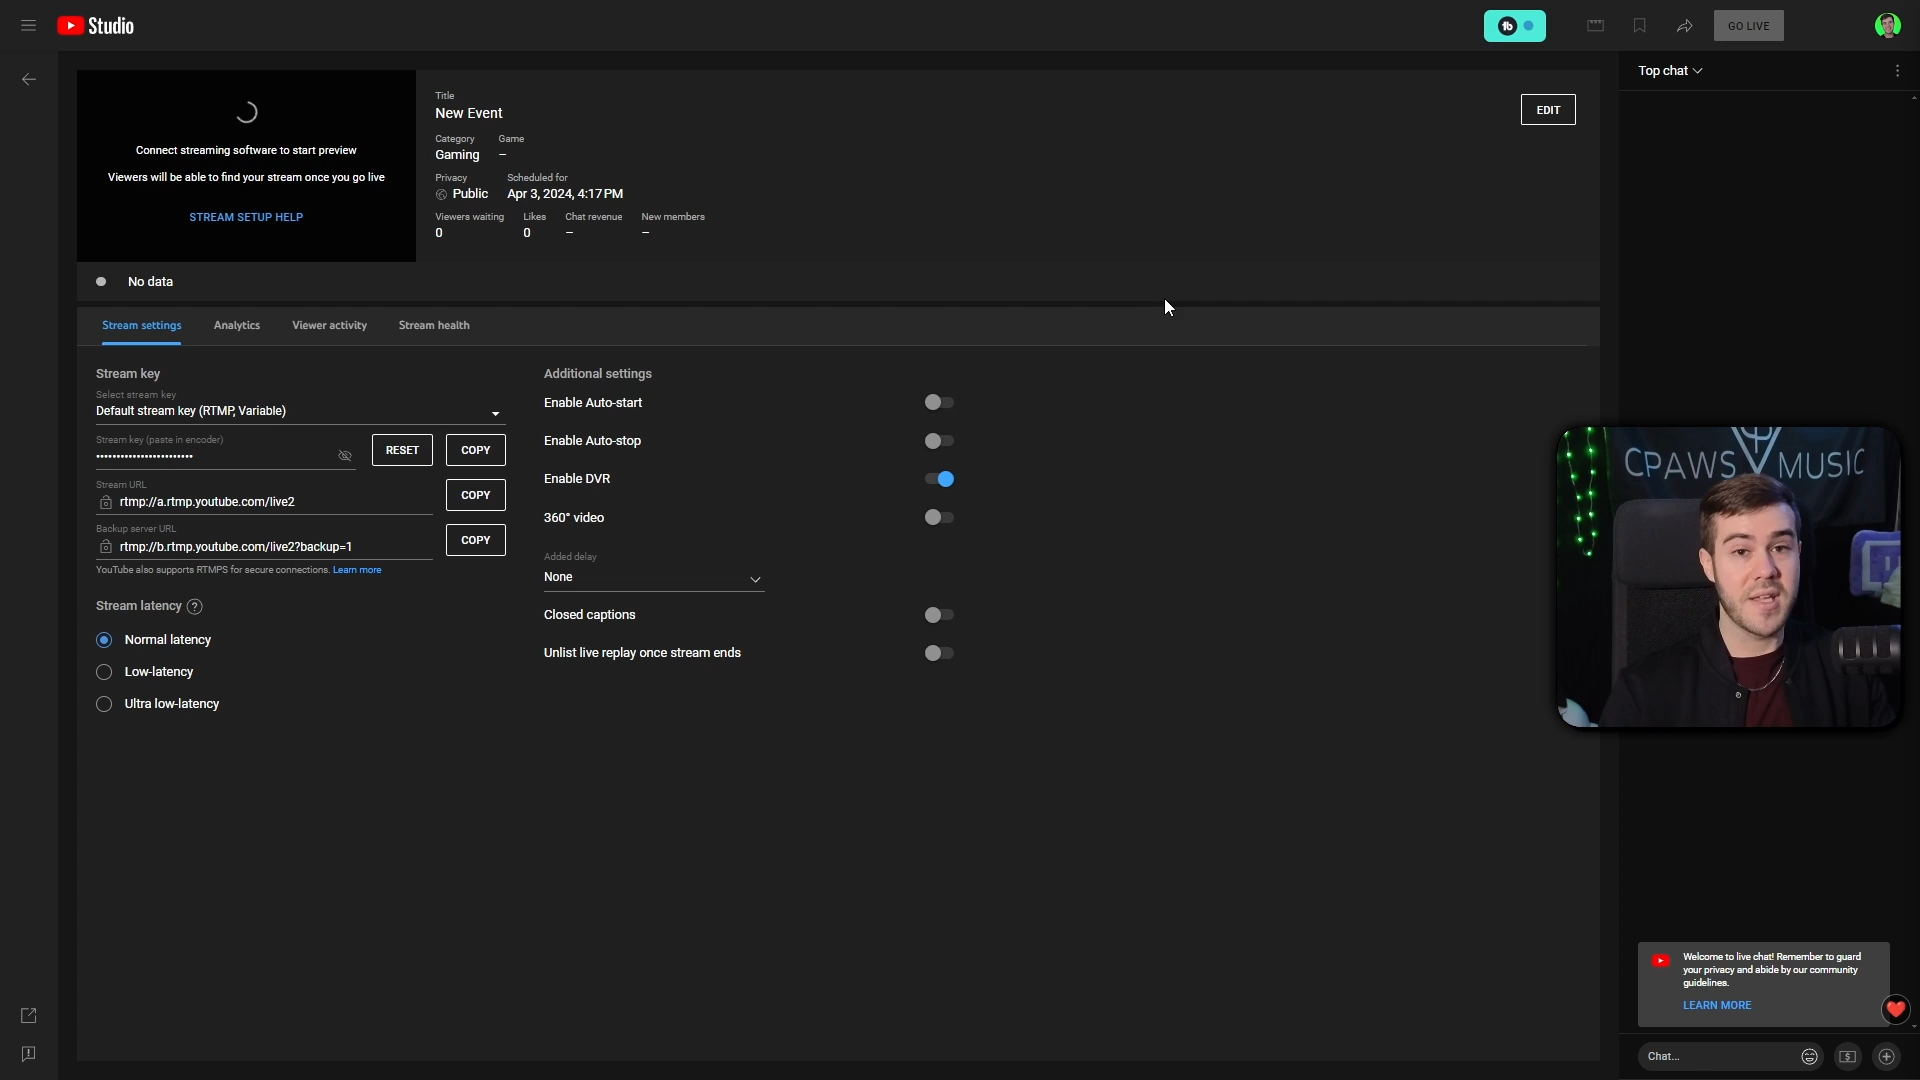 Studio
GO LIVE
Top chat
Connect streaming software to start preview
Viewers will be able to find your stream once you go live
STREAM SETUP HELP
Title
New Event
EDIT
Category Game
Gaming –
Privacy Scheduled for
Public Apr 3, 2024, 4:17 PM
Viewers waiting Likes Chat revenue New members
0 0 – –
No data
Stream settings Analytics Viewer activity Stream health
Stream key
Select stream key
Default stream key (RTMP, Variable)
Stream key (paste in encoder)
•••••••••••••••••••••••• RESET COPY
Stream URL
rtmp://a.rtmp.youtube.com/live2 COPY
Backup server URL
rtmp://b.rtmp.youtube.com/live2?backup=1 COPY
YouTube also supports RTMPS for secure connections. Learn more
Stream latency ?
Normal latency
Low-latency
Ultra low-latency
Additional settings
Enable Auto-start
Enable Auto-stop
Enable DVR
360° video
Added delay
None
Closed captions
Unlist live replay once stream ends
CPAWS MUSIC
Welcome to live chat! Remember to guard
your privacy and abide by our community
guidelines.
LEARN MORE
Chat...